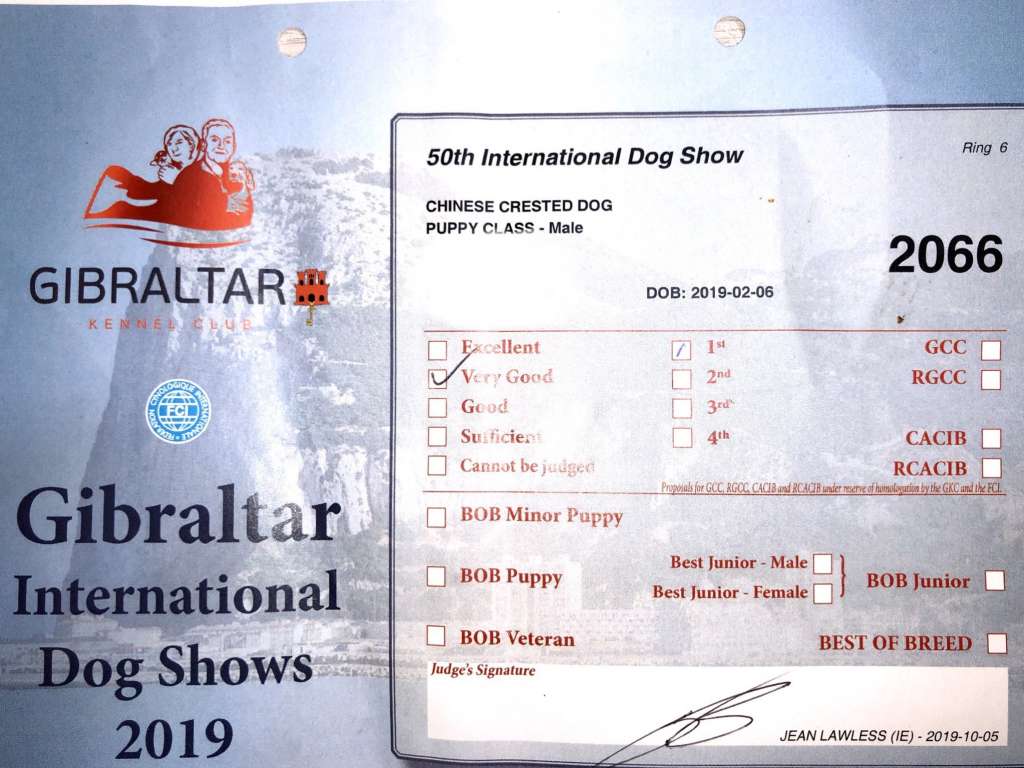 GIBRALTAR
KENNEL CLUB
FEDERATION CYNOLOGIQUE INTERNATIONALE
FCI
Gibraltar
International
Dog Shows
2019
50th International Dog Show
Ring 6
CHINESE CRESTED DOG
PUPPY CLASS - Male
2066
DOB: 2019-02-06
Excellent
1st
GCC
Very Good
2nd
RGCC
Good
3rd
Sufficient
4th
CACIB
Cannot be judged
RCACIB
Proposals for GCC, RGCC, CACIB and RCACIB under reserve of homologation by the GKC and the FCI.
BOB Minor Puppy
BOB Puppy
Best Junior - Male
Best Junior - Female
BOB Junior
BOB Veteran
BEST OF BREED
Judge's Signature
JEAN LAWLESS (IE) - 2019-10-05